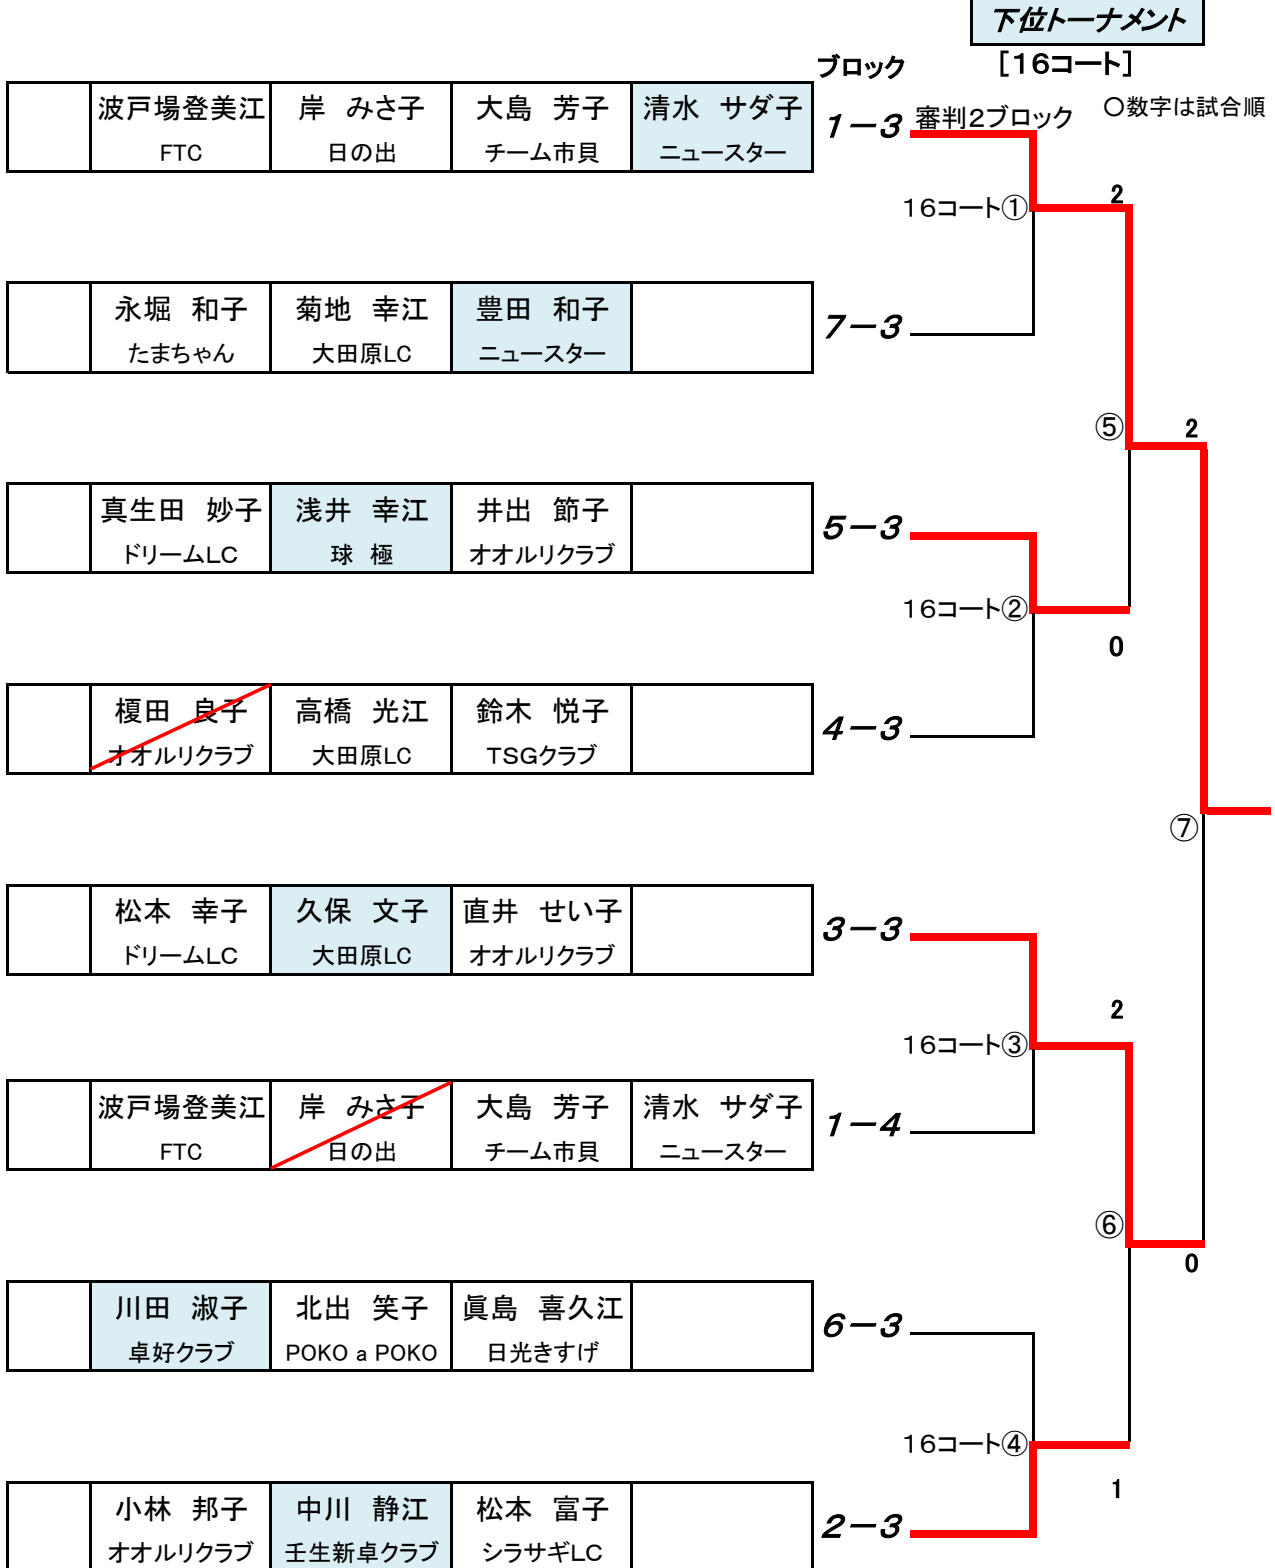 下位トーナメント
ブロック [16コート]
波戸場登美江 岸 みさ子 大島 芳子 清水 サダ子
FTC 日の出 チーム市貝 ニュースター
1-3 審判2ブロック 〇数字は試合順
2
16コート①
永堀 和子 菊地 幸江 豊田 和子
たまちゃん 大田原LC ニュースター
7-3
⑤ 2
真生田 妙子 浅井 幸江 井出 節子
ドリームLC 球 極 オオルリクラブ
5-3
16コート②
0
榎田 良子 高橋 光江 鈴木 悦子
オオルリクラブ 大田原LC TSGクラブ
4-3
⑦
松本 幸子 久保 文子 直井 せい子
ドリームLC 大田原LC オオルリクラブ
3-3
2
16コート③
波戸場登美江 岸 みさ子 大島 芳子 清水 サダ子
FTC 日の出 チーム市貝 ニュースター
1-4
⑥
0
川田 淑子 北出 笑子 眞島 喜久江
卓好クラブ POKO a POKO 日光きすげ
6-3
16コート④
1
小林 邦子 中川 静江 松本 富子
オオルリクラブ 壬生新卓クラブ シラサギLC
2-3